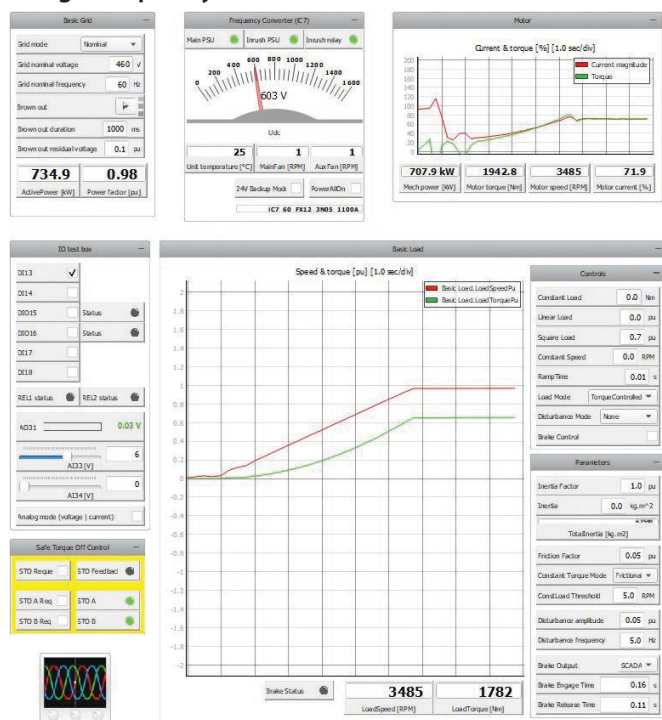 Basic Grid
Grid mode Nominal
Grid nominal voltage 460 V
Grid nominal frequency 60 Hz
Brown out
Brown out duration 1000 ms
Brown out residual voltage 0.1 pu
734.9 0.98
ActivePower [kW] Power factor [pu]
Frequency Converter (iC7)
Main PSU Inrush PSU Inrush relay
0 200 400 600 800 1000 1200 1400 1600
603 V
Udc
25 1 1
Unit temperature [°C] MainFan [RPM] AuxFan [RPM]
24V Backup Mode PowerAllOn
iC7 60 FX12 3N05 1100A
Motor
Current & torque [%] [1.0 sec/div]
Current magnitude
Torque
200
180
160
140
120
100
80
60
40
20
0
707.9 kW 1942.8 3485 71.9
Mech power [kW] Motor torque [Nm] Motor speed [RPM] Motor current [%]
IO test box
DI13
DI14
DIO15 Status
DIO16 Status
DI17
DI18
REL1 status REL2 status
AO31 0.03 V
6
AI33 [V]
0
AI34 [V]
Analog mode (voltage | current)
Safe Torque Off Control
STO Reque STO Feedbacl
STO A Req STO A
STO B Req STO B
Basic Load
Speed & torque [pu] [1.0 sec/div]
Basic Load. LoadSpeedPu
Basic Load. LoadTorquePu
2
1.8
1.6
1.4
1.2
1
0.8
0.6
0.4
0.2
0
-0.2
-0.4
-0.6
-0.8
-1
-1.2
-1.4
-1.6
-1.8
-2
Brake Status
3485 1782
LoadSpeed [RPM] LoadTorque [Nm]
Controls
Constant Load 0.0 Nm
Linear Load 0.0 pu
Square Load 0.7 pu
Constant Speed 0.0 RPM
RampTime 0.01 s
Load Mode TorqueControlled
Disturbance Mode None
Brake Control
Parameters
Inertia Factor 1.0 pu
Inertia 0.0 kg.m^2
TotalInertia [kg.m2]
Friction Factor 0.05 pu
Constant Torque Mode Frictional
ConstLoad Threshold 5.0 RPM
Disturbance amplitude 0.05 pu
Disturbance frequency 5.0 Hz
Brake Output SCADA
Brake Engage Time 0.16 s
Brake Release Time 0.11 s